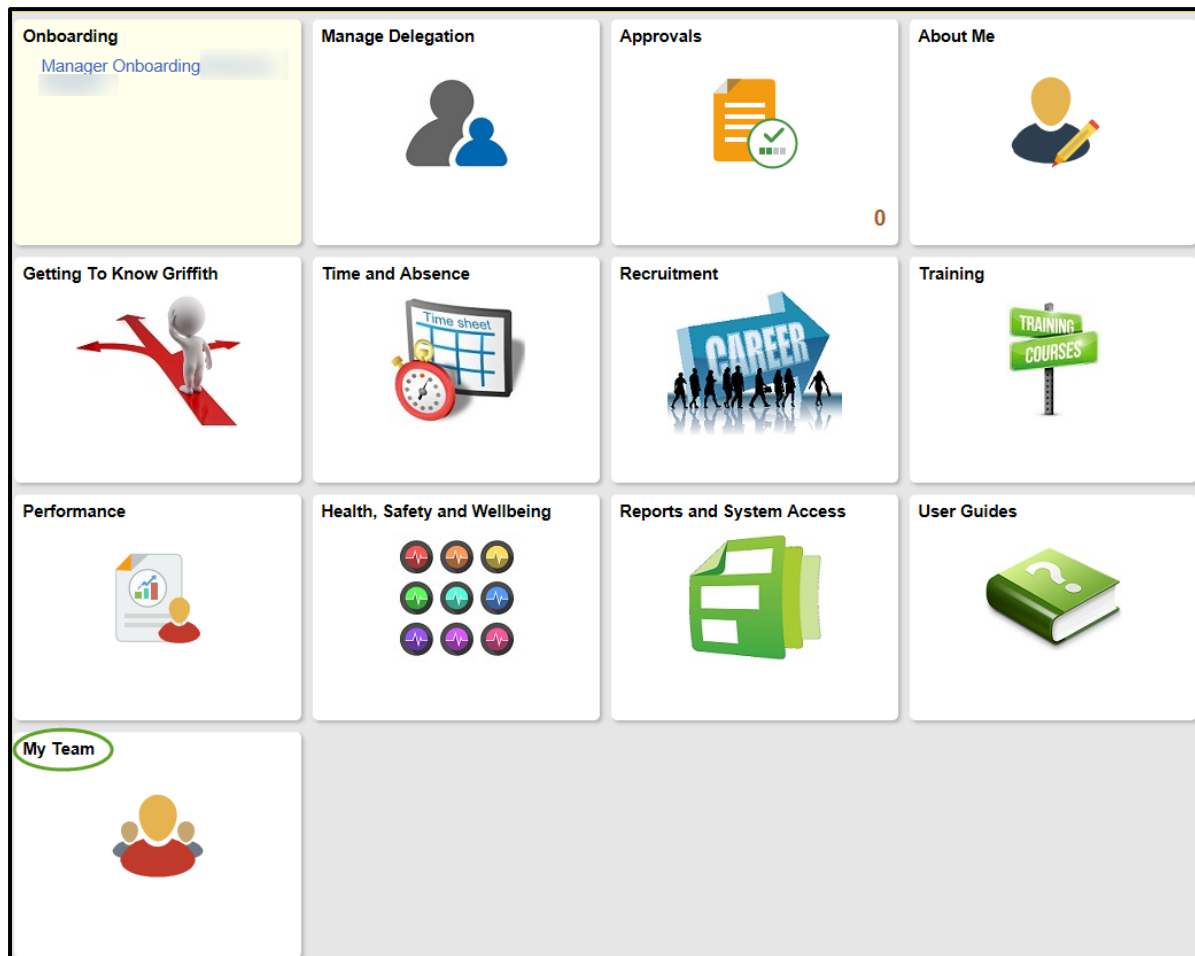 Onboarding
Manager Onboarding
Manage Delegation
Approvals
0
About Me
Getting To Know Griffith
Time and Absence
Time sheet
Recruitment
CAREER
Training
TRAINING
COURSES
Performance
Health, Safety and Wellbeing
Reports and System Access
User Guides
?
My Team